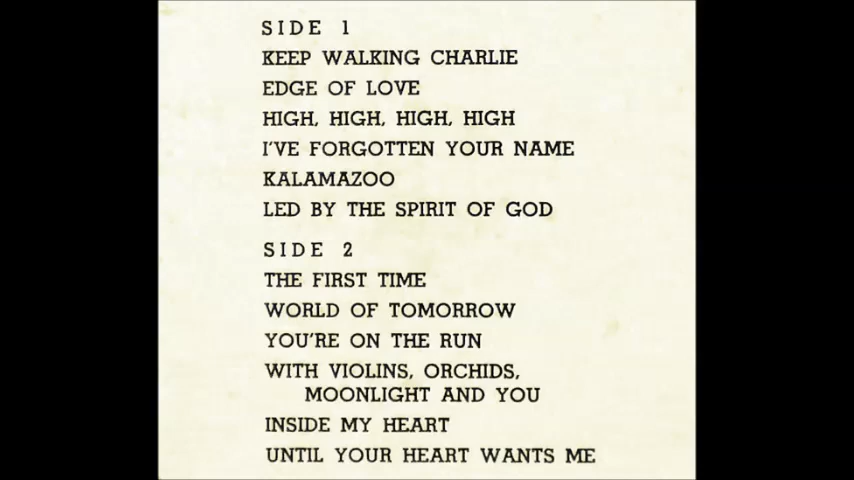 SIDE 1
KEEP WALKING CHARLIE
EDGE OF LOVE
HIGH, HIGH, HIGH, HIGH
I'VE FORGOTTEN YOUR NAME
KALAMAZOO
LED BY THE SPIRIT OF GOD
SIDE 2
THE FIRST TIME
WORLD OF TOMORROW
YOU'RE ON THE RUN
WITH VIOLINS, ORCHIDS,
MOONLIGHT AND YOU
INSIDE MY HEART
UNTIL YOUR HEART WANTS ME